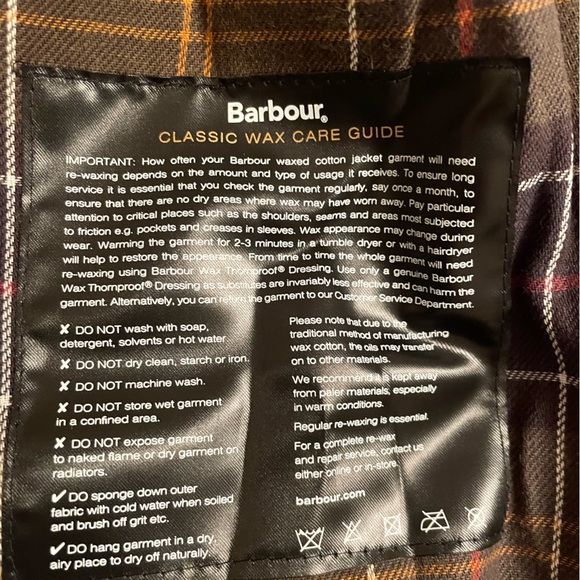 Barbour®
CLASSIC WAX CARE GUIDE
IMPORTANT: How often your Barbour waxed cotton jacket garment will need
re-waxing depends on the amount and type of usage it receives. To ensure long
service it is essential that you check the garment regularly, say once a month, to
ensure that there are no dry areas where wax may have worn away. Pay particular
attention to critical places such as the shoulders, seams and areas most subjected
to friction e.g. pockets and creases in sleeves. Wax appearance may change during
wear. Warming the garment for 2-3 minutes in a tumble dryer or with a hairdryer
will help to restore the appearance. From time to time the whole garment will need
re-waxing using Barbour Wax Thornproof® Dressing. Use only a genuine Barbour
Wax Thornproof® Dressing as substitutes are invariably less effective and can harm the
garment. Alternatively, you can return the garment to our Customer Service Department.
✘ DO NOT wash with soap,
detergent, solvents or hot water.
✘ DO NOT dry clean, starch or iron.
✘ DO NOT machine wash.
✘ DO NOT store wet garment
in a confined area.
✘ DO NOT expose garment
to naked flame or dry garment on
radiators.
✔ DO sponge down outer
fabric with cold water when soiled
and brush off grit etc.
✔ DO hang garment in a dry,
airy place to dry off naturally.
Please note that due to the
traditional method of manufacturing
wax cotton, the oils may transfer
on to other materials.
We recommend a is kept away
from paler materials, especially
in warm conditions.
Regular re-waxing is essential.
For a complete re-wax
and repair service, contact us
either online or in-store.
barbour.com